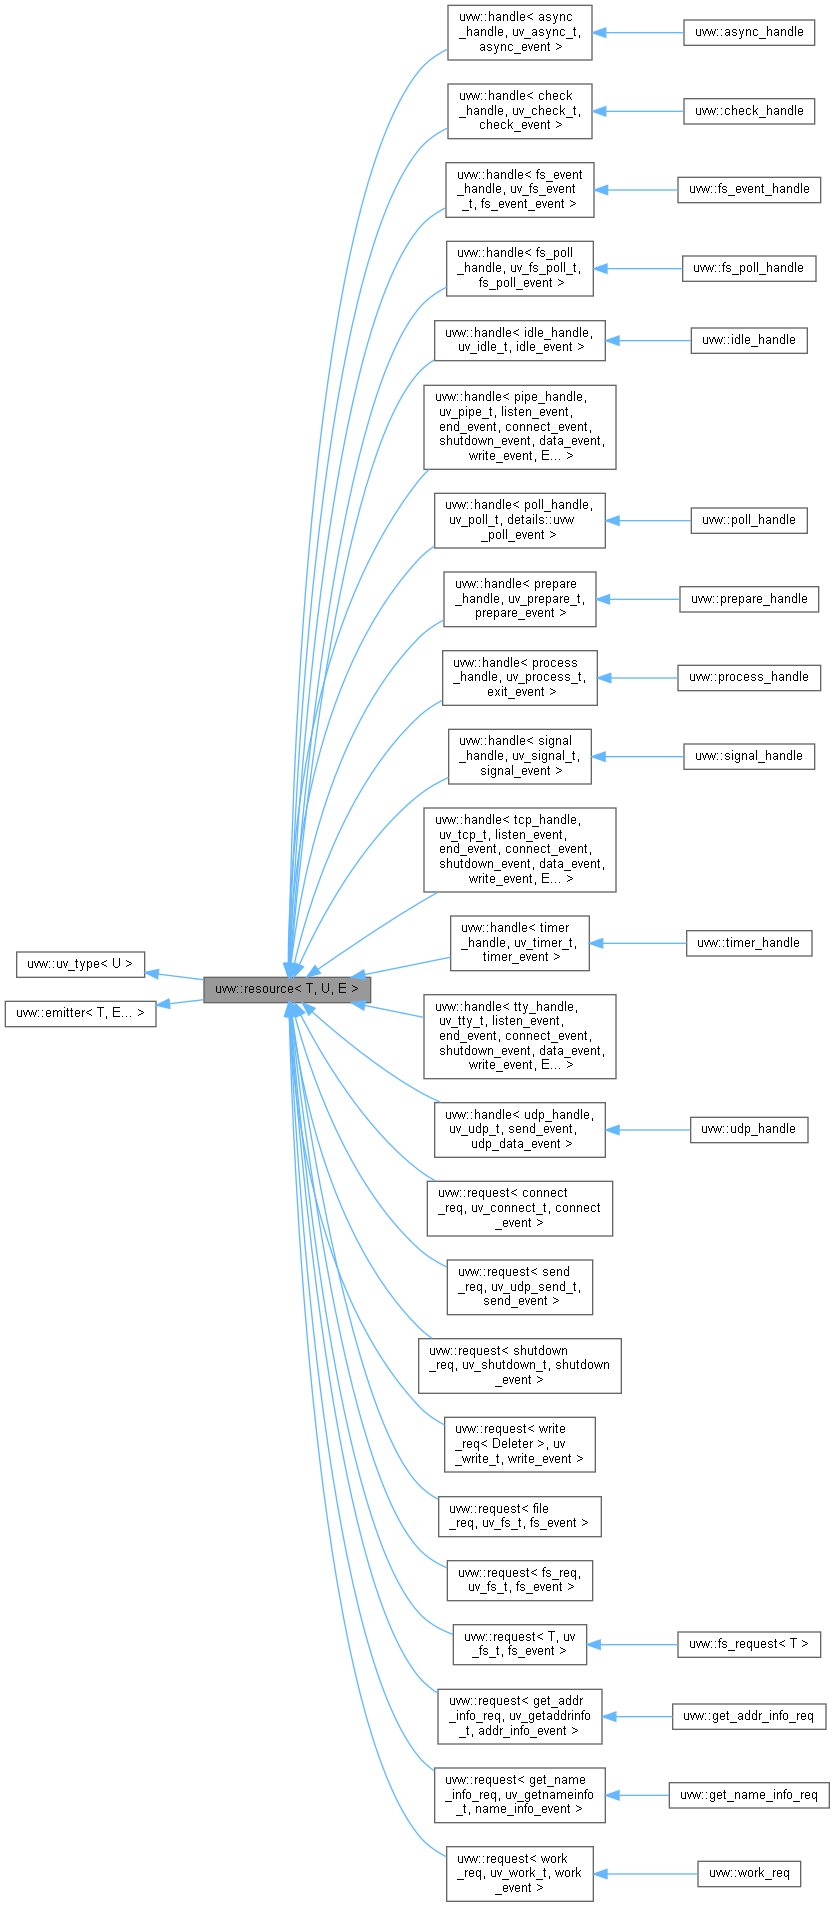 uvw::handle< async
_handle, uv_async_t,
async_event >
uvw::async_handle
uvw::handle< check
_handle, uv_check_t,
check_event >
uvw::check_handle
uvw::handle< fs_event
_handle, uv_fs_event
_t, fs_event_event >
uvw::fs_event_handle
uvw::handle< fs_poll
_handle, uv_fs_poll_t,
fs_poll_event >
uvw::fs_poll_handle
uvw::handle< idle_handle,
uv_idle_t, idle_event >
uvw::idle_handle
uvw::handle< pipe_handle,
uv_pipe_t, listen_event,
end_event, connect_event,
shutdown_event, data_event,
write_event, E... >
uvw::handle< poll_handle,
uv_poll_t, details::uvw
_poll_event >
uvw::poll_handle
uvw::handle< prepare
_handle, uv_prepare_t,
prepare_event >
uvw::prepare_handle
uvw::handle< process
_handle, uv_process_t,
exit_event >
uvw::process_handle
uvw::handle< signal
_handle, uv_signal_t,
signal_event >
uvw::signal_handle
uvw::handle< tcp_handle,
uv_tcp_t, listen_event,
end_event, connect_event,
shutdown_event, data_event,
write_event, E... >
uvw::handle< timer
_handle, uv_timer_t,
timer_event >
uvw::timer_handle
uvw::uv_type< U >
uvw::resource< T, U, E >
uvw::emitter< T, E... >
uvw::handle< tty_handle,
uv_tty_t, listen_event,
end_event, connect_event,
shutdown_event, data_event,
write_event, E... >
uvw::handle< udp_handle,
uv_udp_t, send_event,
udp_data_event >
uvw::udp_handle
uvw::request< connect
_req, uv_connect_t, connect
_event >
uvw::request< send
_req, uv_udp_send_t,
send_event >
uvw::request< shutdown
_req, uv_shutdown_t, shutdown
_event >
uvw::request< write
_req< Deleter >, uv
_write_t, write_event >
uvw::request< file
_req, uv_fs_t, fs_event >
uvw::request< fs_req,
uv_fs_t, fs_event >
uvw::request< T, uv
_fs_t, fs_event >
uvw::fs_request< T >
uvw::request< get_addr
_info_req, uv_getaddrinfo
_t, addr_info_event >
uvw::get_addr_info_req
uvw::request< get_name
_info_req, uv_getnameinfo
_t, name_info_event >
uvw::get_name_info_req
uvw::request< work
_req, uv_work_t, work
_event >
uvw::work_req